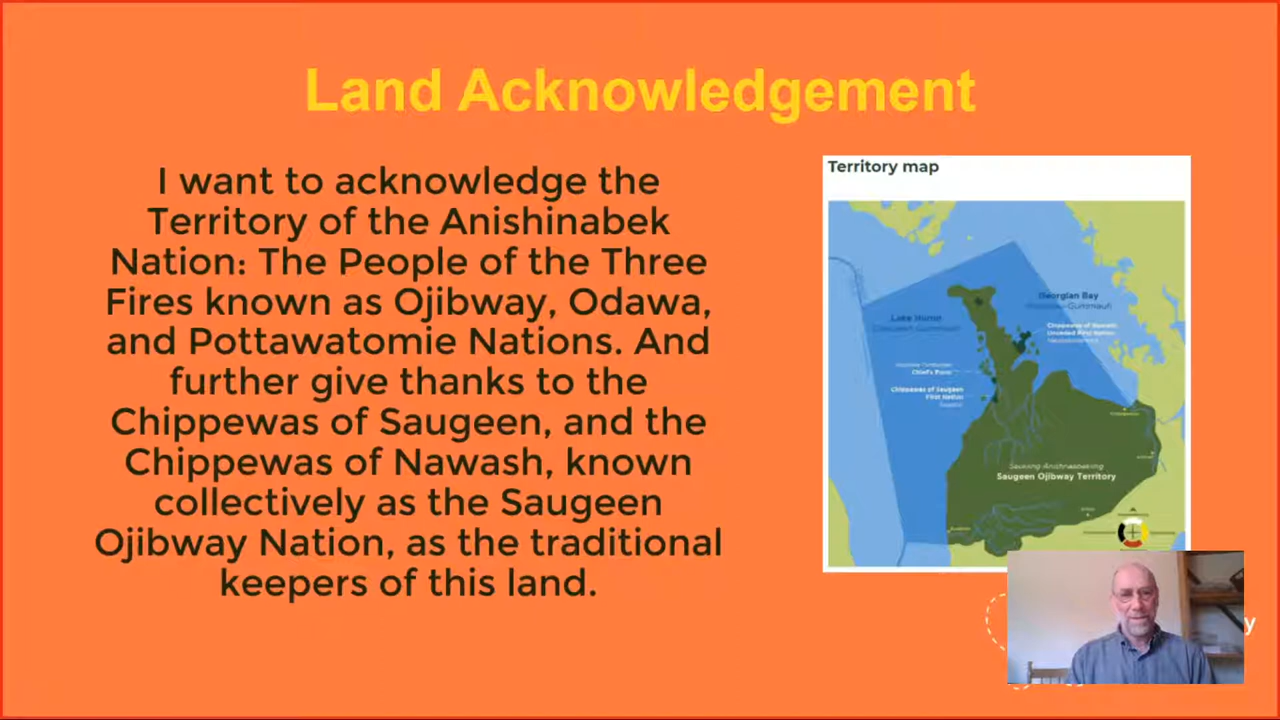 Land Acknowledgement
I want to acknowledge the
Territory of the Anishinabek
Nation: The People of the Three
Fires known as Ojibway, Odawa,
and Pottawatomie Nations. And
further give thanks to the
Chippewas of Saugeen, and the
Chippewas of Nawash, known
collectively as the Saugeen
Ojibway Nation, as the traditional
keepers of this land.
Territory map
Georgian Bay
Lake Huron
Chippewas of Nawash
Unceded First Nation
Chief's Point
Chippewas of Saugeen
First Nation
Saugeen Ojibway Territory
y